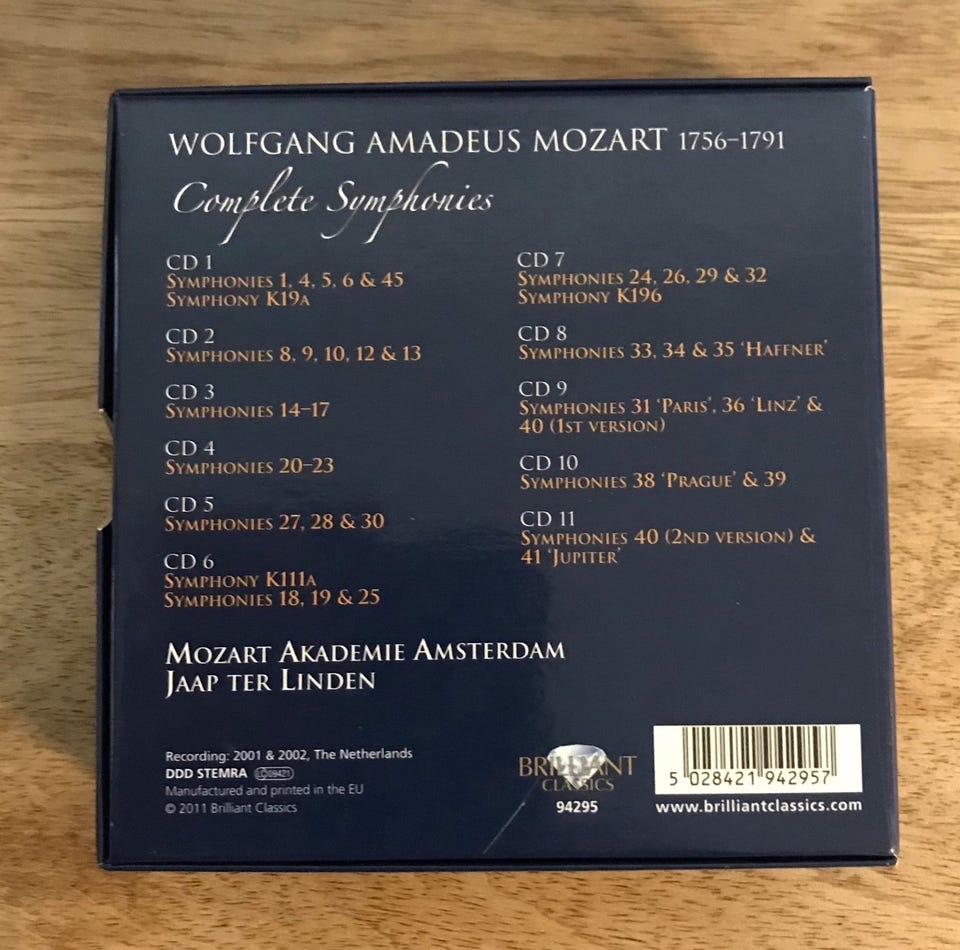 WOLFGANG AMADEUS MOZART 1756–1791
Complete Symphonies
CD 1
SYMPHONIES 1, 4, 5, 6 & 45
SYMPHONY K19A
CD 2
SYMPHONIES 8, 9, 10, 12 & 13
CD 3
SYMPHONIES 14–17
CD 4
SYMPHONIES 20–23
CD 5
SYMPHONIES 27, 28 & 30
CD 6
SYMPHONY K111A
SYMPHONIES 18, 19 & 25
CD 7
SYMPHONIES 24, 26, 29 & 32
SYMPHONY K196
CD 8
SYMPHONIES 33, 34 & 35 ‘HAFFNER’
CD 9
SYMPHONIES 31 ‘PARIS’, 36 ‘LINZ’ &
40 (1ST VERSION)
CD 10
SYMPHONIES 38 ‘PRAGUE’ & 39
CD 11
SYMPHONIES 40 (2ND VERSION) &
41 ‘JUPITER’
MOZART AKADEMIE AMSTERDAM
JAAP TER LINDEN
Recording: 2001 & 2002, The Netherlands
DDD STEMRA LC 09421
Manufactured and printed in the EU
© 2011 Brilliant Classics
BRILLIANT
CLASSICS
94295
5 028421 942957
www.brilliantclassics.com